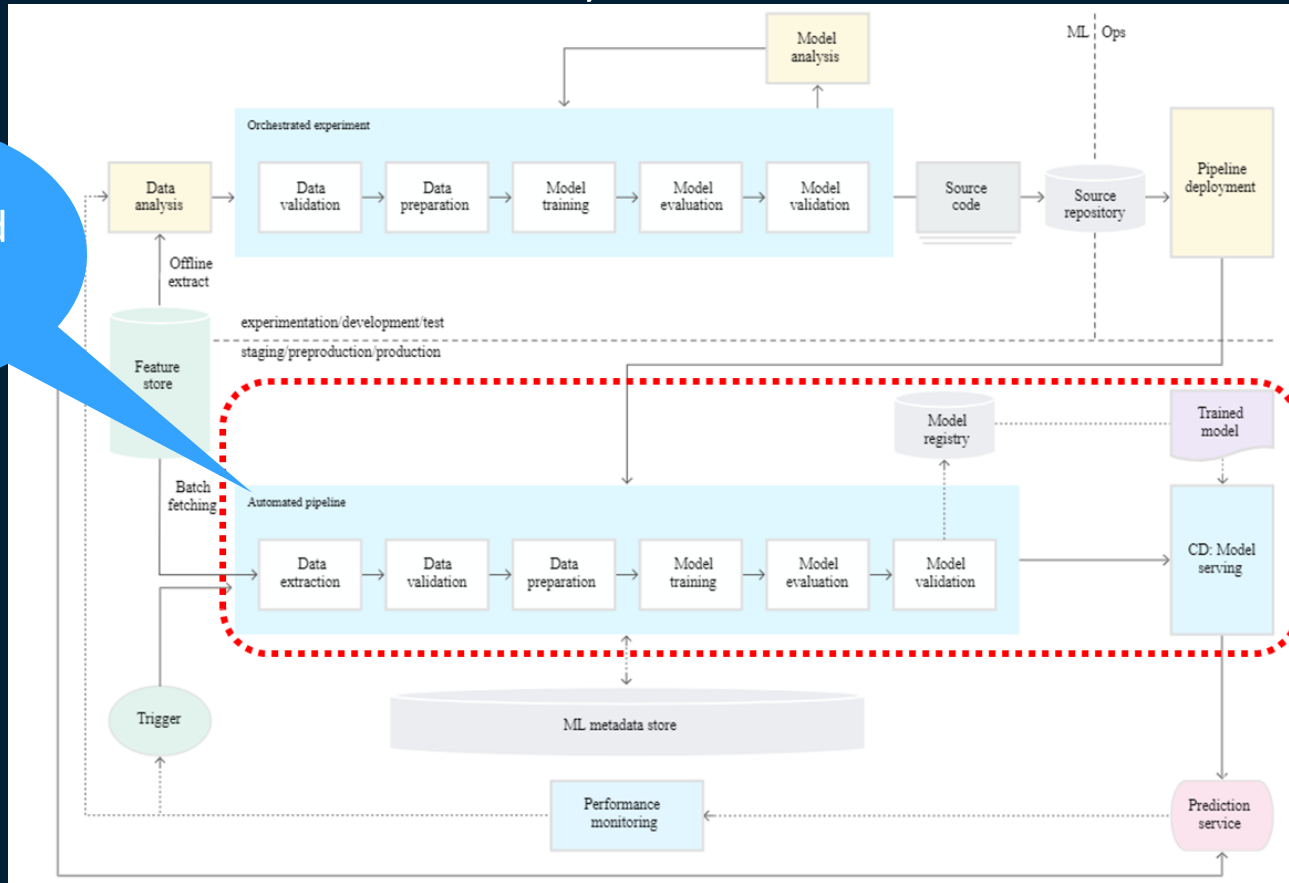 Model
analysis
ML
Ops
Orchestrated experiment
Data
analysis
Data
validation
Data
preparation
Model
training
Model
evaluation
Model
validation
Source
code
Source
repository
Pipeline
deployment
Offline
extract
experimentation/development/test
staging/preproduction/production
Feature
store
Batch
fetching
Model
registry
Trained
model
Automated pipeline
Data
extraction
Data
validation
Data
preparation
Model
training
Model
evaluation
Model
validation
CD: Model
serving
Trigger
ML metadata store
Performance
monitoring
Prediction
service